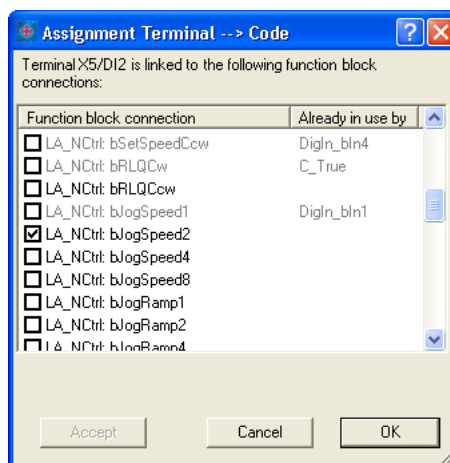 Assignment Terminal --> Code
Terminal X5/DI2 is linked to the following function block
connections:
Function block connection Already in use by
LA_NCtrl: bSetSpeedCcw DigIn_bIn4
LA_NCtrl: bRLQCw C_True
LA_NCtrl: bRLQCcw
LA_NCtrl: bJogSpeed1 DigIn_bIn1
LA_NCtrl: bJogSpeed2
LA_NCtrl: bJogSpeed4
LA_NCtrl: bJogSpeed8
LA_NCtrl: bJogRamp1
LA_NCtrl: bJogRamp2
LA_NCtrl: bJogRamp4
Accept Cancel OK